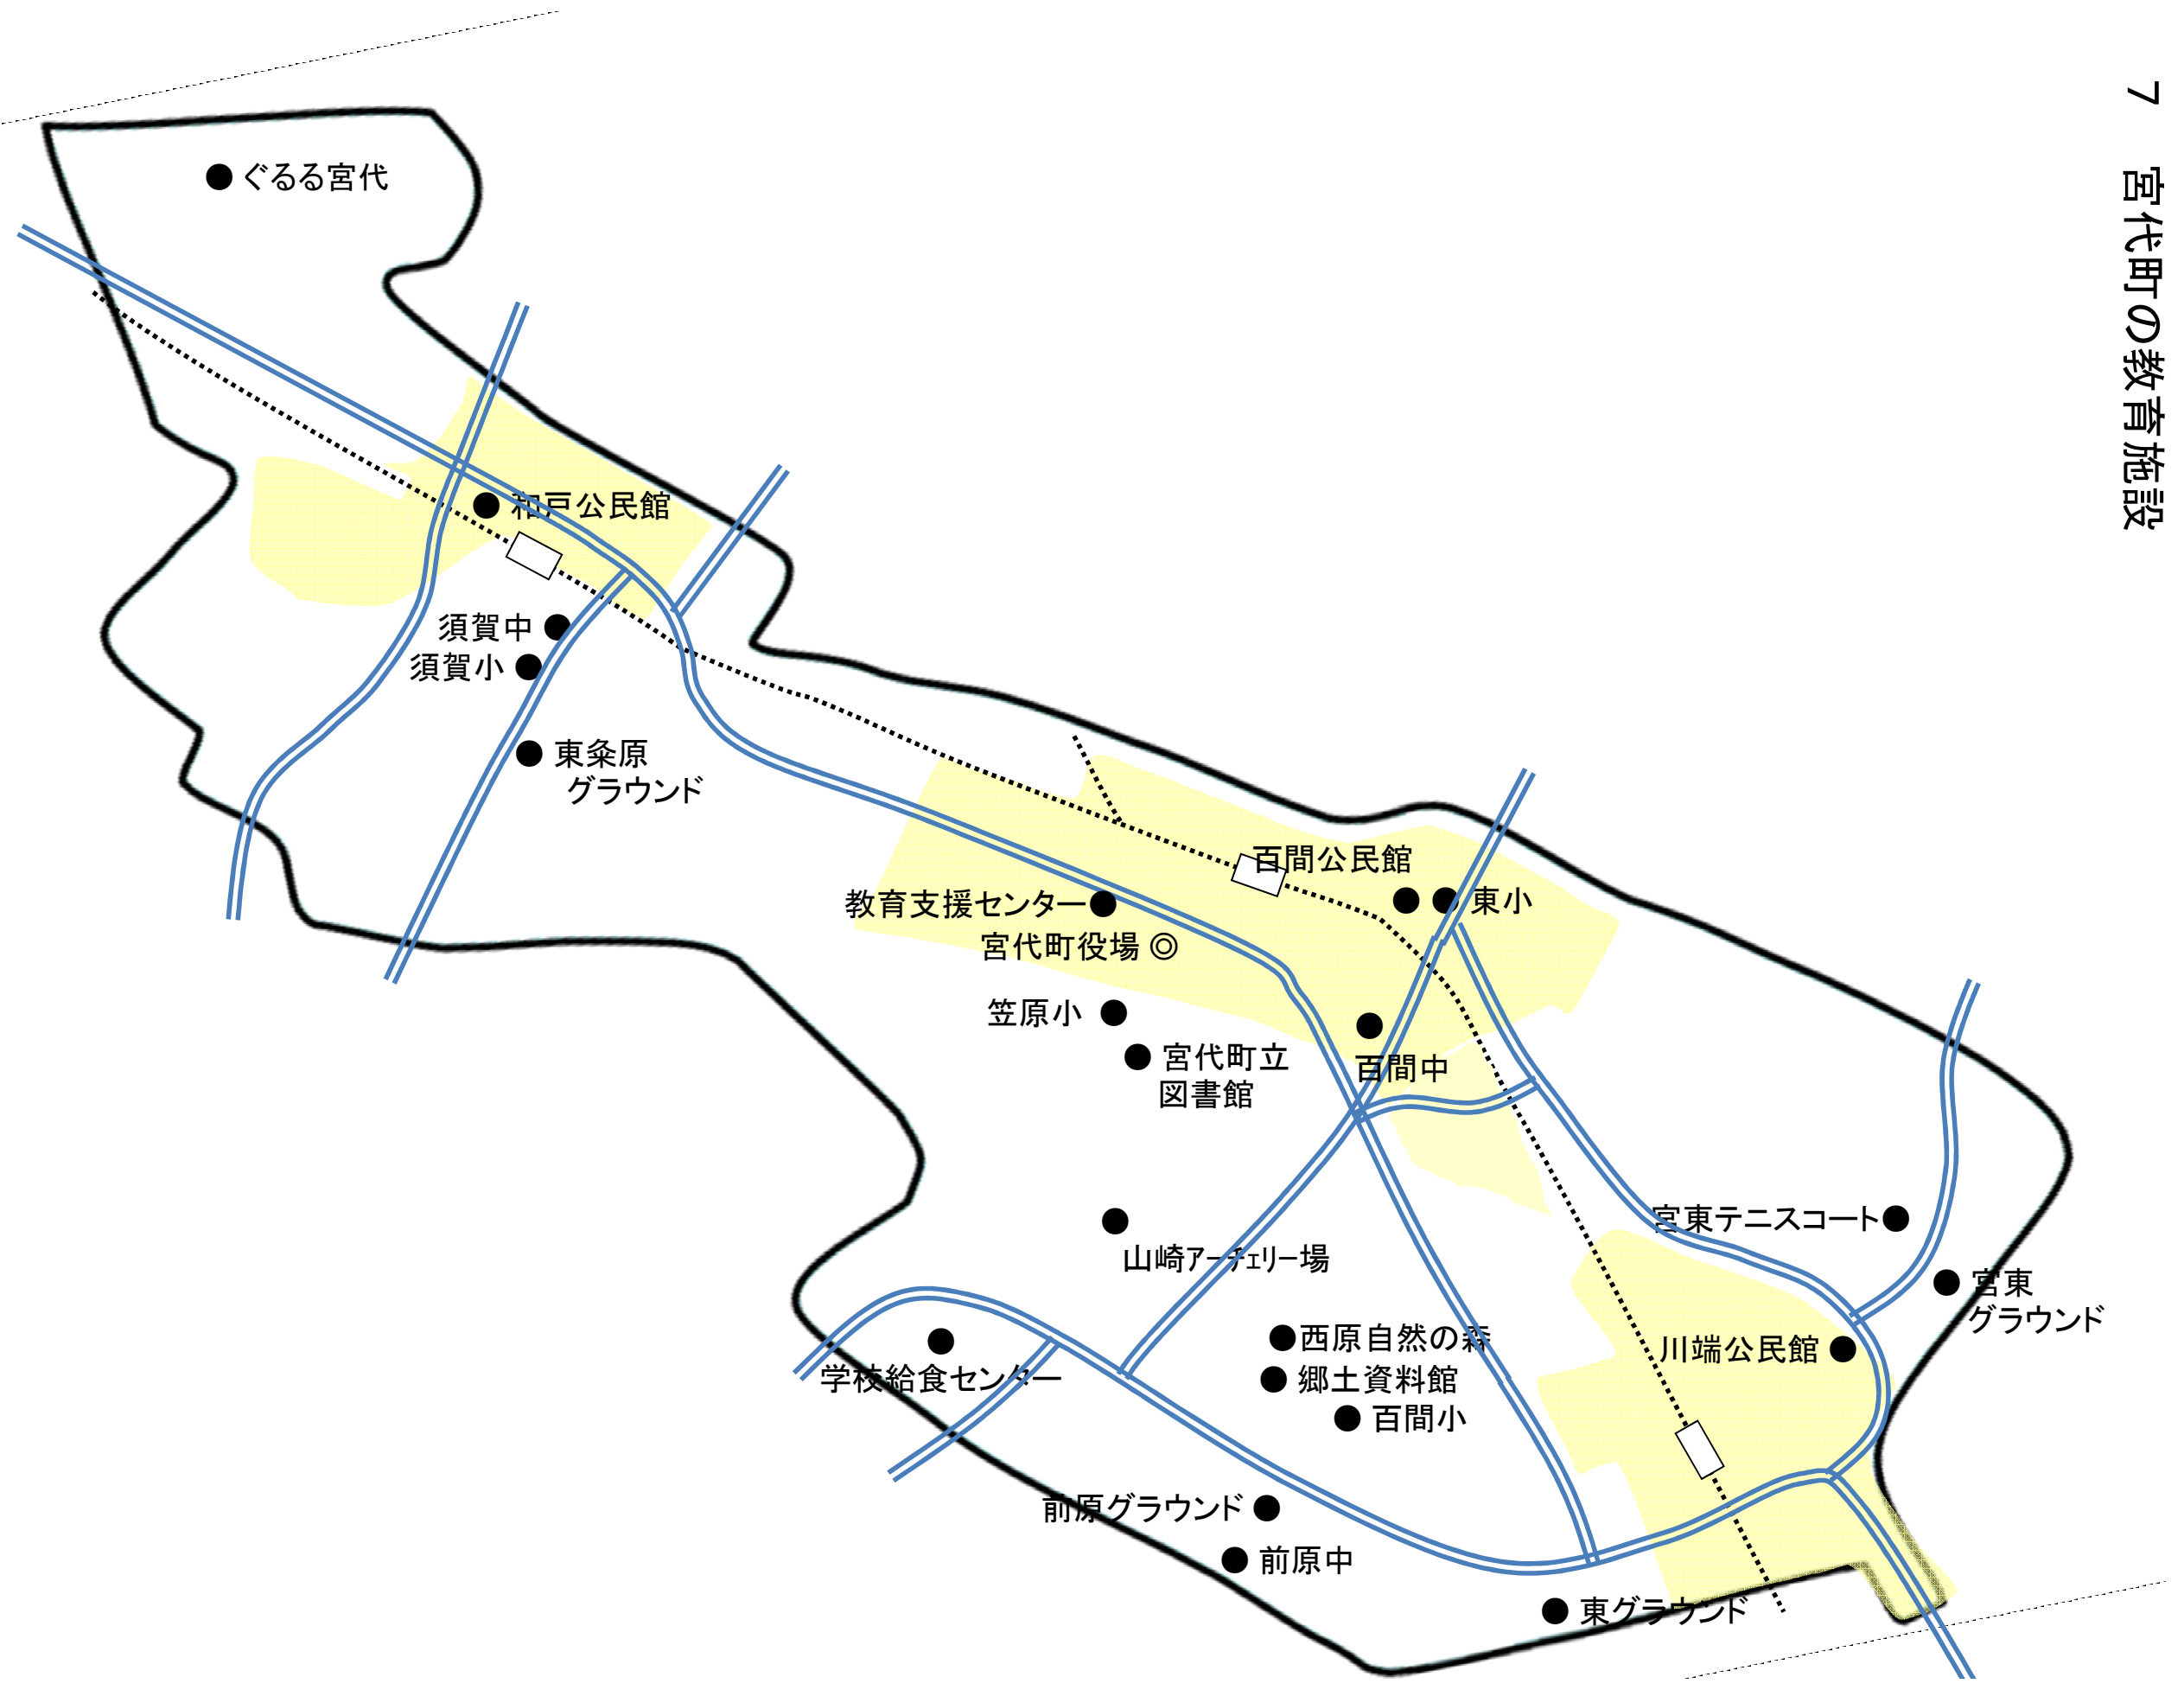 7 宮代町の教育施設
ぐるる宮代
和戸公民館
須賀中
須賀小
東粂原
グラウンド
百間公民館
東小
教育支援センター
宮代町役場
笠原小
宮代町立
図書館
百間中
宮東テニスコート
山崎ｱｰﾁｪﾘｰ場
宮東
グラウンド
西原自然の森
川端公民館
学校給食センター
郷土資料館
百間小
前原グラウンド
前原中
東グラウンド